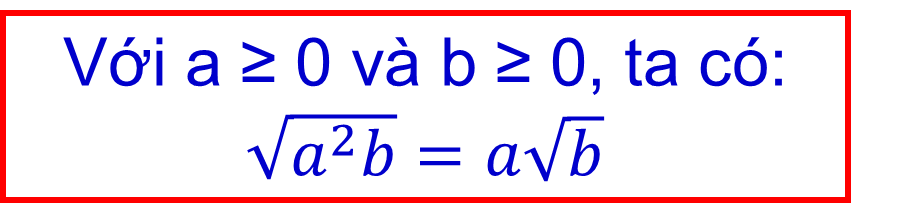 Với a ≥ 0 và b ≥ 0, ta có:
√a²b = a√b